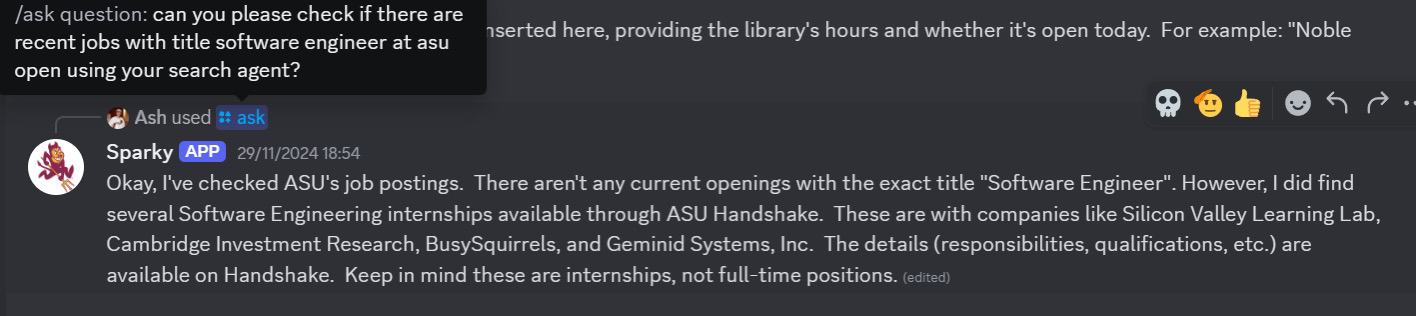 /ask question: can you please check if there are
recent jobs with title software engineer at asu
open using your search agent?
nserted here, providing the library's hours and whether it's open today.  For example: "Noble
Ash used ask
Sparky APP 29/11/2024 18:54
Okay, I've checked ASU's job postings.  There aren't any current openings with the exact title "Software Engineer". However, I did find
several Software Engineering internships available through ASU Handshake.  These are with companies like Silicon Valley Learning Lab,
Cambridge Investment Research, BusySquirrels, and Geminid Systems, Inc.  The details (responsibilities, qualifications, etc.) are
available on Handshake.  Keep in mind these are internships, not full-time positions. (edited)